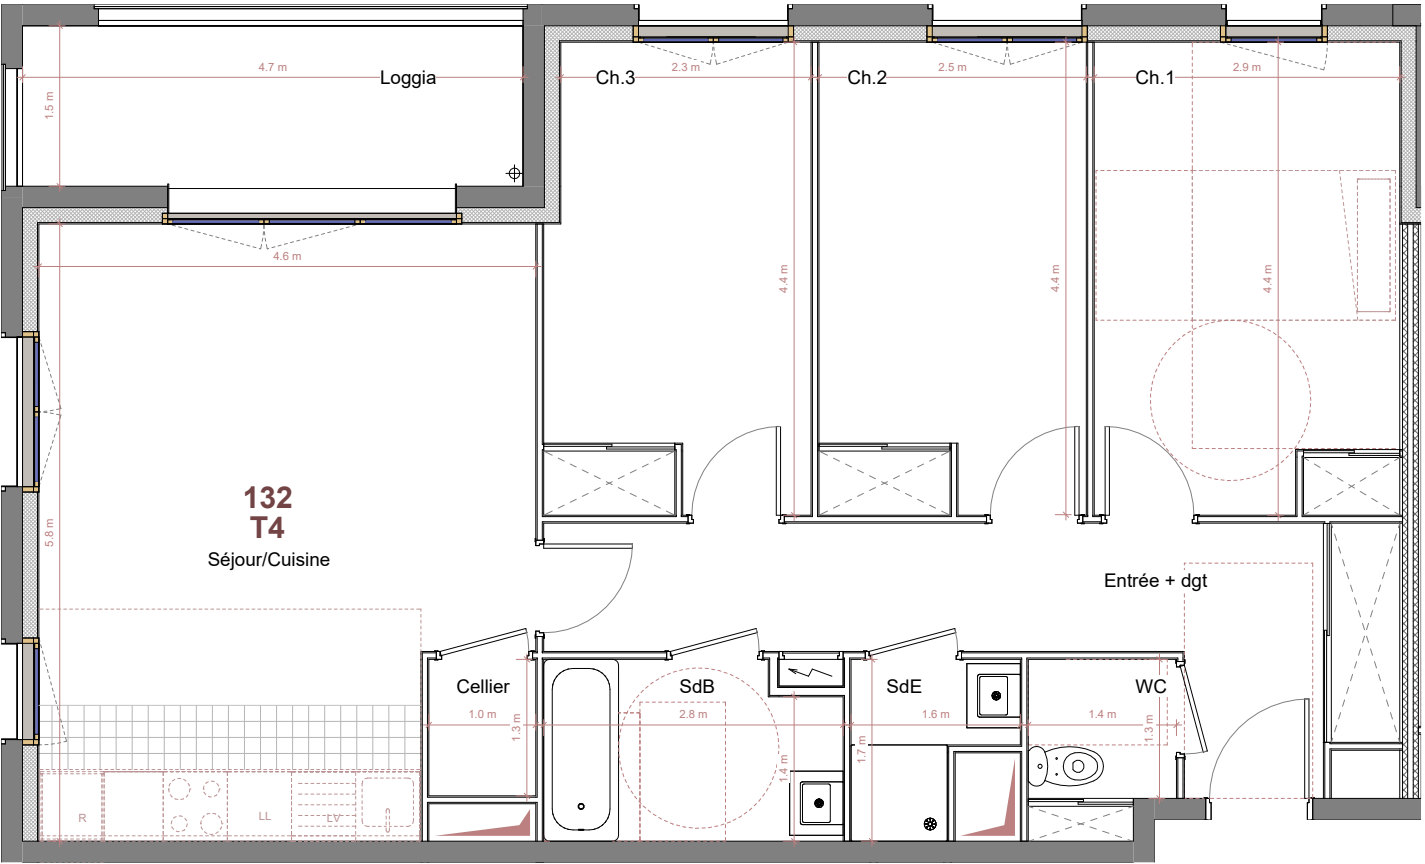 4.7 m
Loggia
1.5 m
Ch.3
2.3 m
Ch.2
2.5 m
Ch.1
2.9 m
4.6 m
4.4 m
4.4 m
4.4 m
132
T4
Séjour/Cuisine
5.8 m
Entrée + dgt
Cellier
1.0 m
1.3 m
SdB
2.8 m
1.4 m
SdE
1.6 m
1.7 m
WC
1.4 m
1.3 m
R
LL
LV